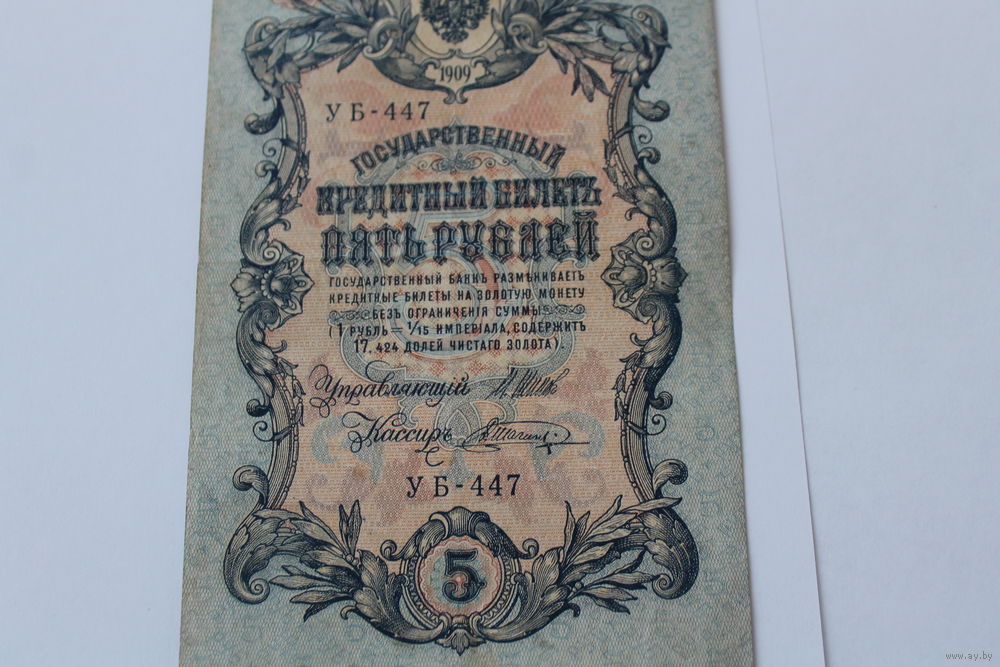 1909
УБ-447
ГОСУДАРСТВЕННЫЙ
КРЕДИТНЫЙ БИЛЕТЪ
ПЯТЬ РУБЛЕЙ
ГОСУДАРСТВЕННЫЙ БАНКЪ РАЗМѢНИВАЕТЪ
КРЕДИТНЫЕ БИЛЕТЫ НА ЗОЛОТУЮ МОНЕТУ
БЕЗЪ ОГРАНИЧЕНІЯ СУММЫ
(1 РУБЛЬ = 1/15 ИМПЕРІАЛА, СОДЕРЖИТЪ
17,424 ДОЛЕЙ ЧИСТАГО ЗОЛОТА).
Управляющій
Кассиръ
УБ-447
5
www.ay.by